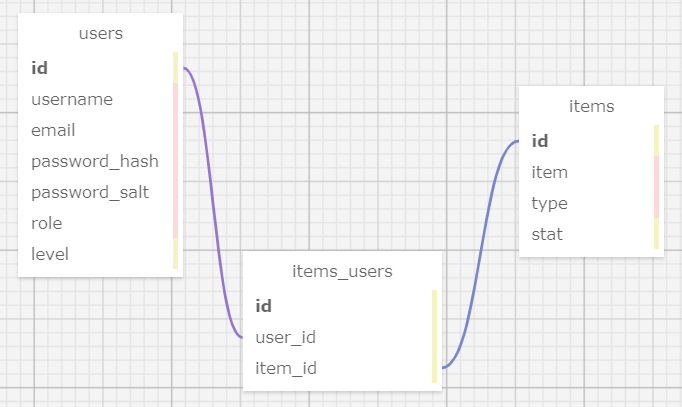 users
id
username
email
password_hash
password_salt
role
level
items_users
id
user_id
item_id
items
id
item
type
stat